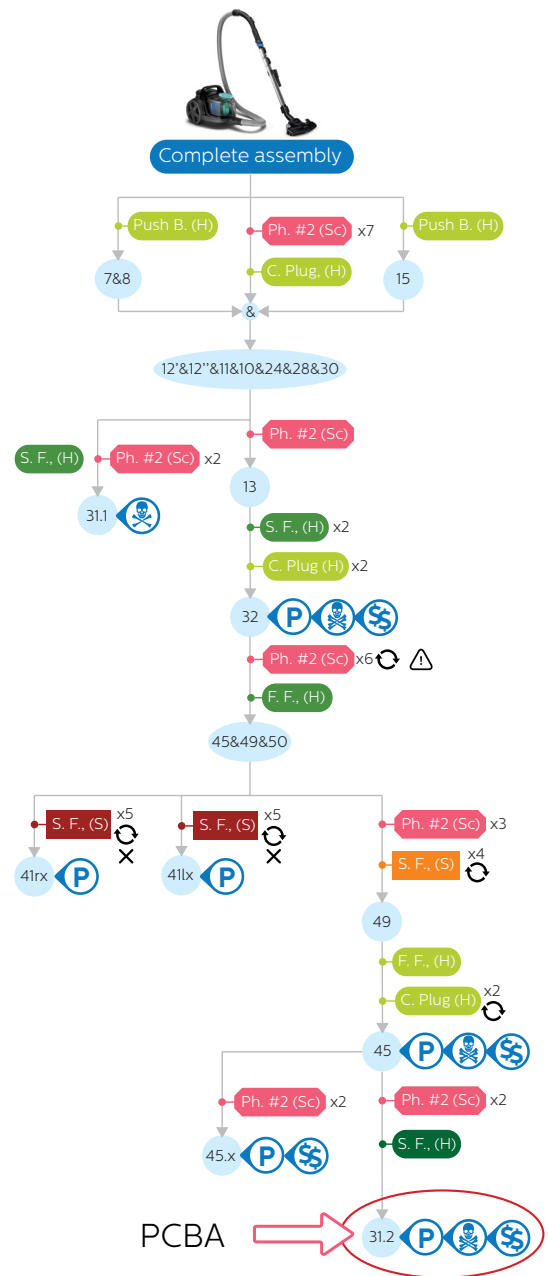 Complete assembly
Push B. (H)
Ph. #2 (Sc) x7
Push B. (H)
C. Plug, (H)
7&8
15
&
12'&12''&11&10&24&28&30
Ph. #2 (Sc)
S. F., (H)
Ph. #2 (Sc) x2
13
31.1
S. F., (H) x2
C. Plug (H) x2
32
P
$$
Ph. #2 (Sc) x6
F. F., (H)
45&49&50
S. F., (S) x5
S. F., (S) x5
Ph. #2 (Sc) x3
S. F., (S) x4
41rx
P
41lx
P
49
F. F., (H)
C. Plug (H) x2
45
P
$$
Ph. #2 (Sc) x2
Ph. #2 (Sc) x2
S. F., (H)
45.x
P
$$
PCBA
31.2
P
$$